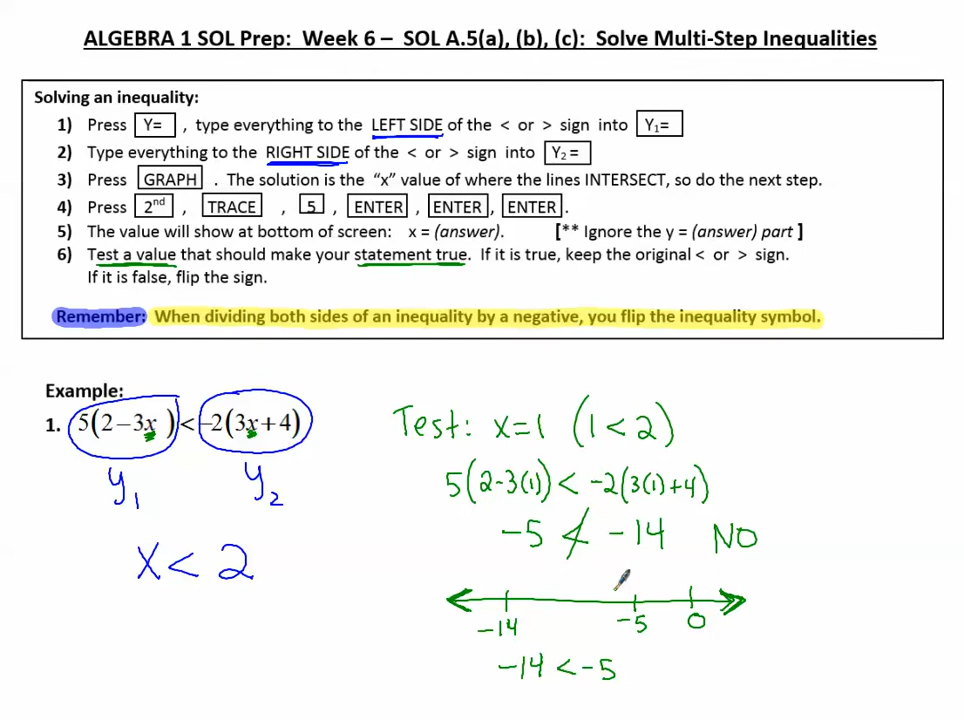 ALGEBRA 1 SOL Prep: Week 6 – SOL A.5(a), (b), (c): Solve Multi-Step Inequalities
Solving an inequality:
1) Press Y= , type everything to the LEFT SIDE of the < or > sign into Y₁=
2) Type everything to the RIGHT SIDE of the < or > sign into Y₂ =
3) Press GRAPH . The solution is the “x” value of where the lines INTERSECT, so do the next step.
4) Press 2nd , TRACE , 5 , ENTER , ENTER, ENTER.
5) The value will show at bottom of screen: x = (answer). [** Ignore the y = (answer) part ]
6) Test a value that should make your statement true. If it is true, keep the original < or > sign.
If it is false, flip the sign.
Remember: When dividing both sides of an inequality by a negative, you flip the inequality symbol.
Example:
1. 5(2−3x)<−2(3x+4)
y₁ y₂
x < 2
Test: x=1 (1<2)
5(2-3(1)) < -2(3(1)+4)
-5 ≮ -14 NO
-14 -5 0
-14 < -5